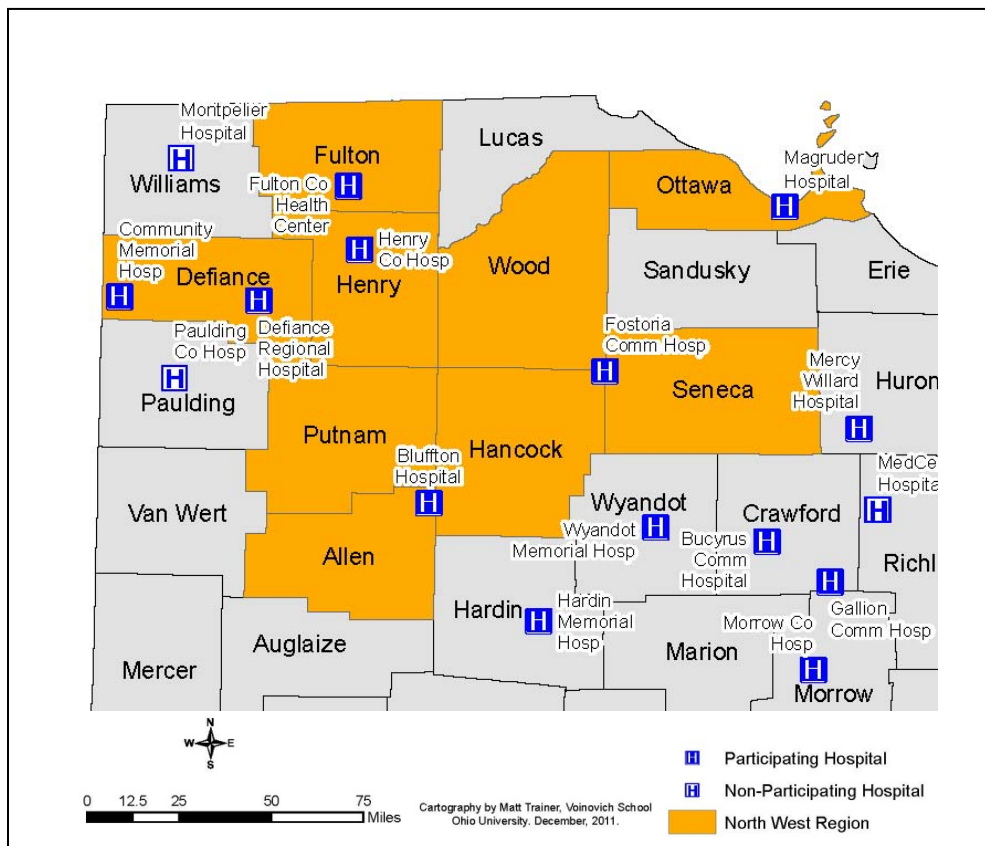 Montpelier
Hospital
H
Williams
Fulton
Fulton Co
Health
Center
H
Lucas
Ottawa
Magruder
Hospital
H
Community
Memorial
Hosp
H
Defiance
H
Defiance
Regional
Hospital
H
Henry
Co Hosp
Henry
Wood
Sandusky
Erie
Paulding
Co Hosp
H
Paulding
Fostoria
Comm Hosp
H
Seneca
Mercy
Willard
Hospital
H
Huron
Putnam
Bluffton
Hospital
H
Hancock
Van Wert
Allen
Wyandot
H
Wyandot
Memorial Hosp
Crawford
H
Bucyrus
Comm
Hospital
MedCe
Hospita
H
Richl
Hardin
H
Hardin
Memorial
Hosp
H
Gallion
Comm Hosp
Mercer
Auglaize
Marion
Morrow Co
Hosp
H
Morrow
N
W E
S
0 12.5 25 50 75
Miles
Cartography by Matt Trainer, Voinovich School
Ohio University. December, 2011.
H Participating Hospital
H Non-Participating Hospital
North West Region